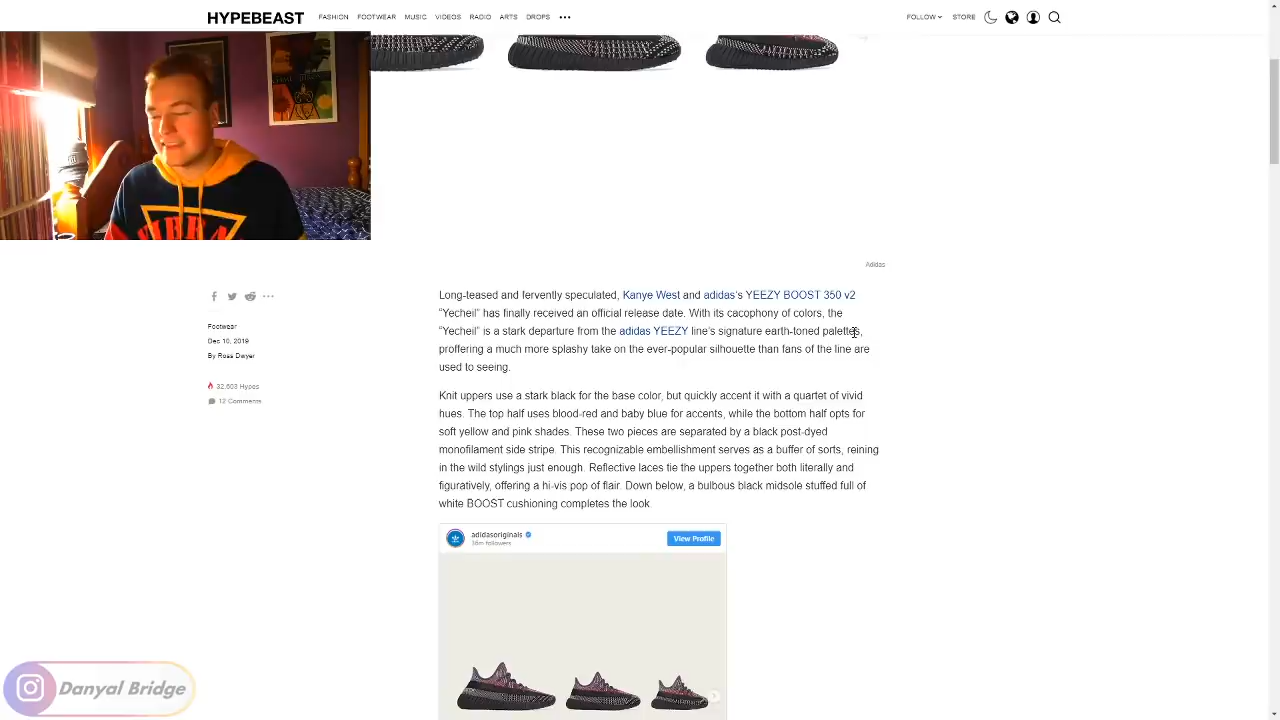 HYPEBEAST
FASHION FOOTWEAR MUSIC VIDEOS RADIO ARTS DROPS •••
FOLLOW STORE
Adidas
Long-teased and fervently speculated, Kanye West and adidas's YEEZY BOOST 350 v2
“Yecheil” has finally received an official release date. With its cacophony of colors, the
“Yecheil” is a stark departure from the adidas YEEZY line's signature earth-toned palettes,
proffering a much more splashy take on the ever-popular silhouette than fans of the line are
used to seeing.
Footwear
Dec 10, 2019
By Ross Dwyer
32,603 Hypes
12 Comments
Knit uppers use a stark black for the base color, but quickly accent it with a quartet of vivid
hues. The top half uses blood-red and baby blue for accents, while the bottom half opts for
soft yellow and pink shades. These two pieces are separated by a black post-dyed
monofilament side stripe. This recognizable embellishment serves as a buffer of sorts, reining
in the wild stylings just enough. Reflective laces tie the uppers together both literally and
figuratively, offering a hi-vis pop of flair. Down below, a bulbous black midsole stuffed full of
white BOOST cushioning completes the look.
adidasoriginals
36m followers
View Profile
Danyal Bridge